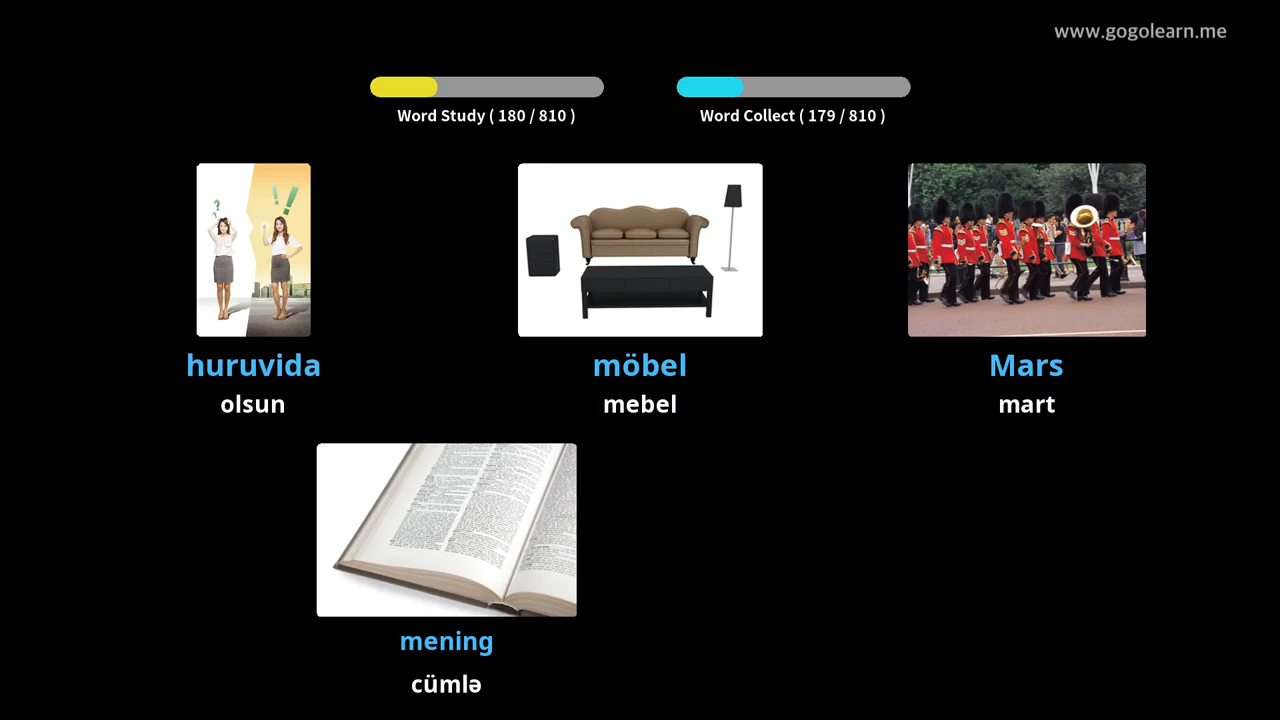 www.gogolearn.me
Word Study ( 180 / 810 )
Word Collect ( 179 / 810 )
huruvida
olsun
möbel
mebel
Mars
mart
mening
cümlə